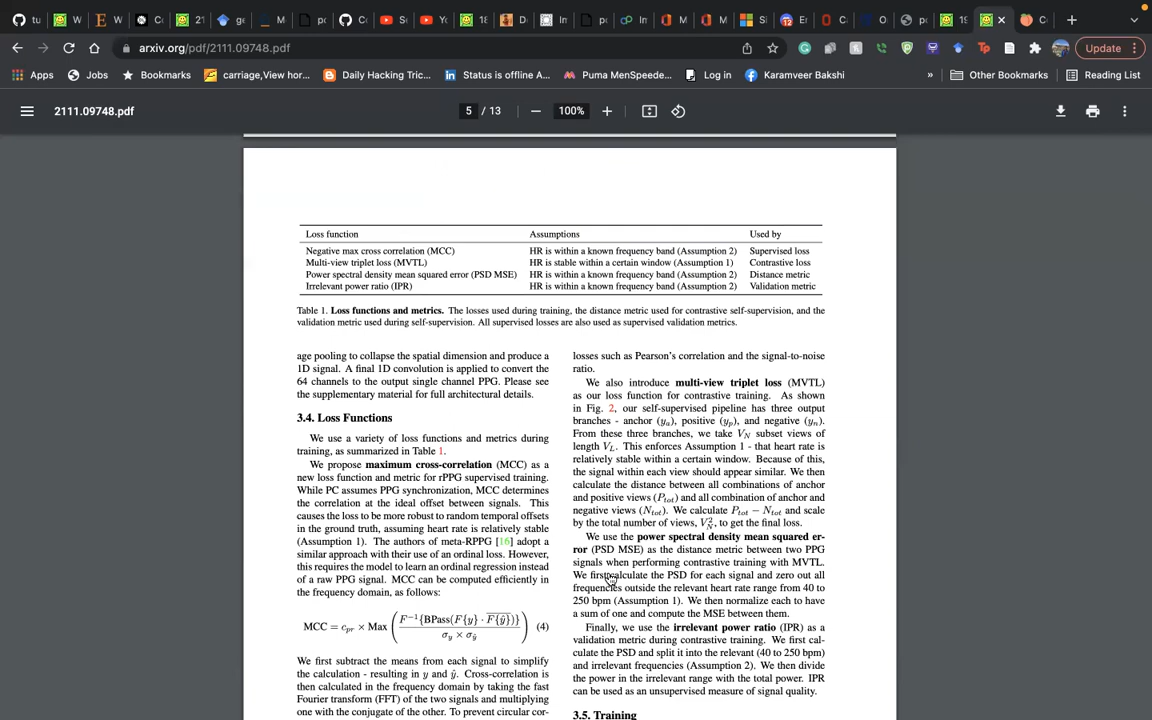 tu
W
E
W
C
21
ge
M
po
C
Se
Y
18
D
In
po
In
M
M
Si
Er
C
O
po
19
C
arxiv.org/pdf/2111.09748.pdf
Update
Apps
Jobs
Bookmarks
carriage,View hor...
Daily Hacking Tric...
Status is offline A...
Puma MenSpeede...
Log in
Karamveer Bakshi
»
Other Bookmarks
Reading List
2111.09748.pdf
5 / 13
100%
Loss function Assumptions Used by
Negative max cross correlation (MCC) HR is within a known frequency band (Assumption 2) Supervised loss
Multi-view triplet loss (MVTL) HR is stable within a certain window (Assumption 1) Contrastive loss
Power spectral density mean squared error (PSD MSE) HR is within a known frequency band (Assumption 2) Distance metric
Irrelevant power ratio (IPR) HR is within a known frequency band (Assumption 2) Validation metric
Table 1. Loss functions and metrics. The losses used during training, the distance metric used for contrastive self-supervision, and the
validation metric used during self-supervision. All supervised losses are also used as supervised validation metrics.
age pooling to collapse the spatial dimension and produce a
1D signal. A final 1D convolution is applied to convert the
64 channels to the output single channel PPG. Please see
the supplementary material for full architectural details.
3.4. Loss Functions
We use a variety of loss functions and metrics during
training, as summarized in Table 1.
We propose maximum cross-correlation (MCC) as a
new loss function and metric for rPPG supervised training.
While PC assumes PPG synchronization, MCC determines
the correlation at the ideal offset between signals. This
causes the loss to be more robust to random temporal offsets
in the ground truth, assuming heart rate is relatively stable
(Assumption 1). The authors of meta-RPPG [16] adopt a
similar approach with their use of an ordinal loss. However,
this requires the model to learn an ordinal regression instead
of a raw PPG signal. MCC can be computed efficiently in
the frequency domain, as follows:
MCC = c_pr × Max ( F⁻¹{BPass(F{y} · \overline{F{ŷ}})} / σ_y × σ_ŷ ) (4)
We first subtract the means from each signal to simplify
the calculation - resulting in y and ŷ. Cross-correlation is
then calculated in the frequency domain by taking the fast
Fourier transform (FFT) of the two signals and multiplying
one with the conjugate of the other. To prevent circular cor-
losses such as Pearson's correlation and the signal-to-noise
ratio.
We also introduce multi-view triplet loss (MVTL)
as our loss function for contrastive training. As shown
in Fig. 2, our self-supervised pipeline has three output
branches - anchor (y_a), positive (y_p), and negative (y_n).
From these three branches, we take V_N subset views of
length V_L. This enforces Assumption 1 - that heart rate is
relatively stable within a certain window. Because of this,
the signal within each view should appear similar. We then
calculate the distance between all combinations of anchor
and positive views (P_tot) and all combination of anchor and
negative views (N_tot). We calculate P_tot − N_tot and scale
by the total number of views, V_N², to get the final loss.
We use the power spectral density mean squared er-
ror (PSD MSE) as the distance metric between two PPG
signals when performing contrastive training with MVTL.
We first calculate the PSD for each signal and zero out all
frequencies outside the relevant heart rate range from 40 to
250 bpm (Assumption 1). We then normalize each to have
a sum of one and compute the MSE between them.
Finally, we use the irrelevant power ratio (IPR) as a
validation metric during contrastive training. We first cal-
culate the PSD and split it into the relevant (40 to 250 bpm)
and irrelevant frequencies (Assumption 2). We then divide
the power in the irrelevant range with the total power. IPR
can be used as an unsupervised measure of signal quality.
3.5. Training